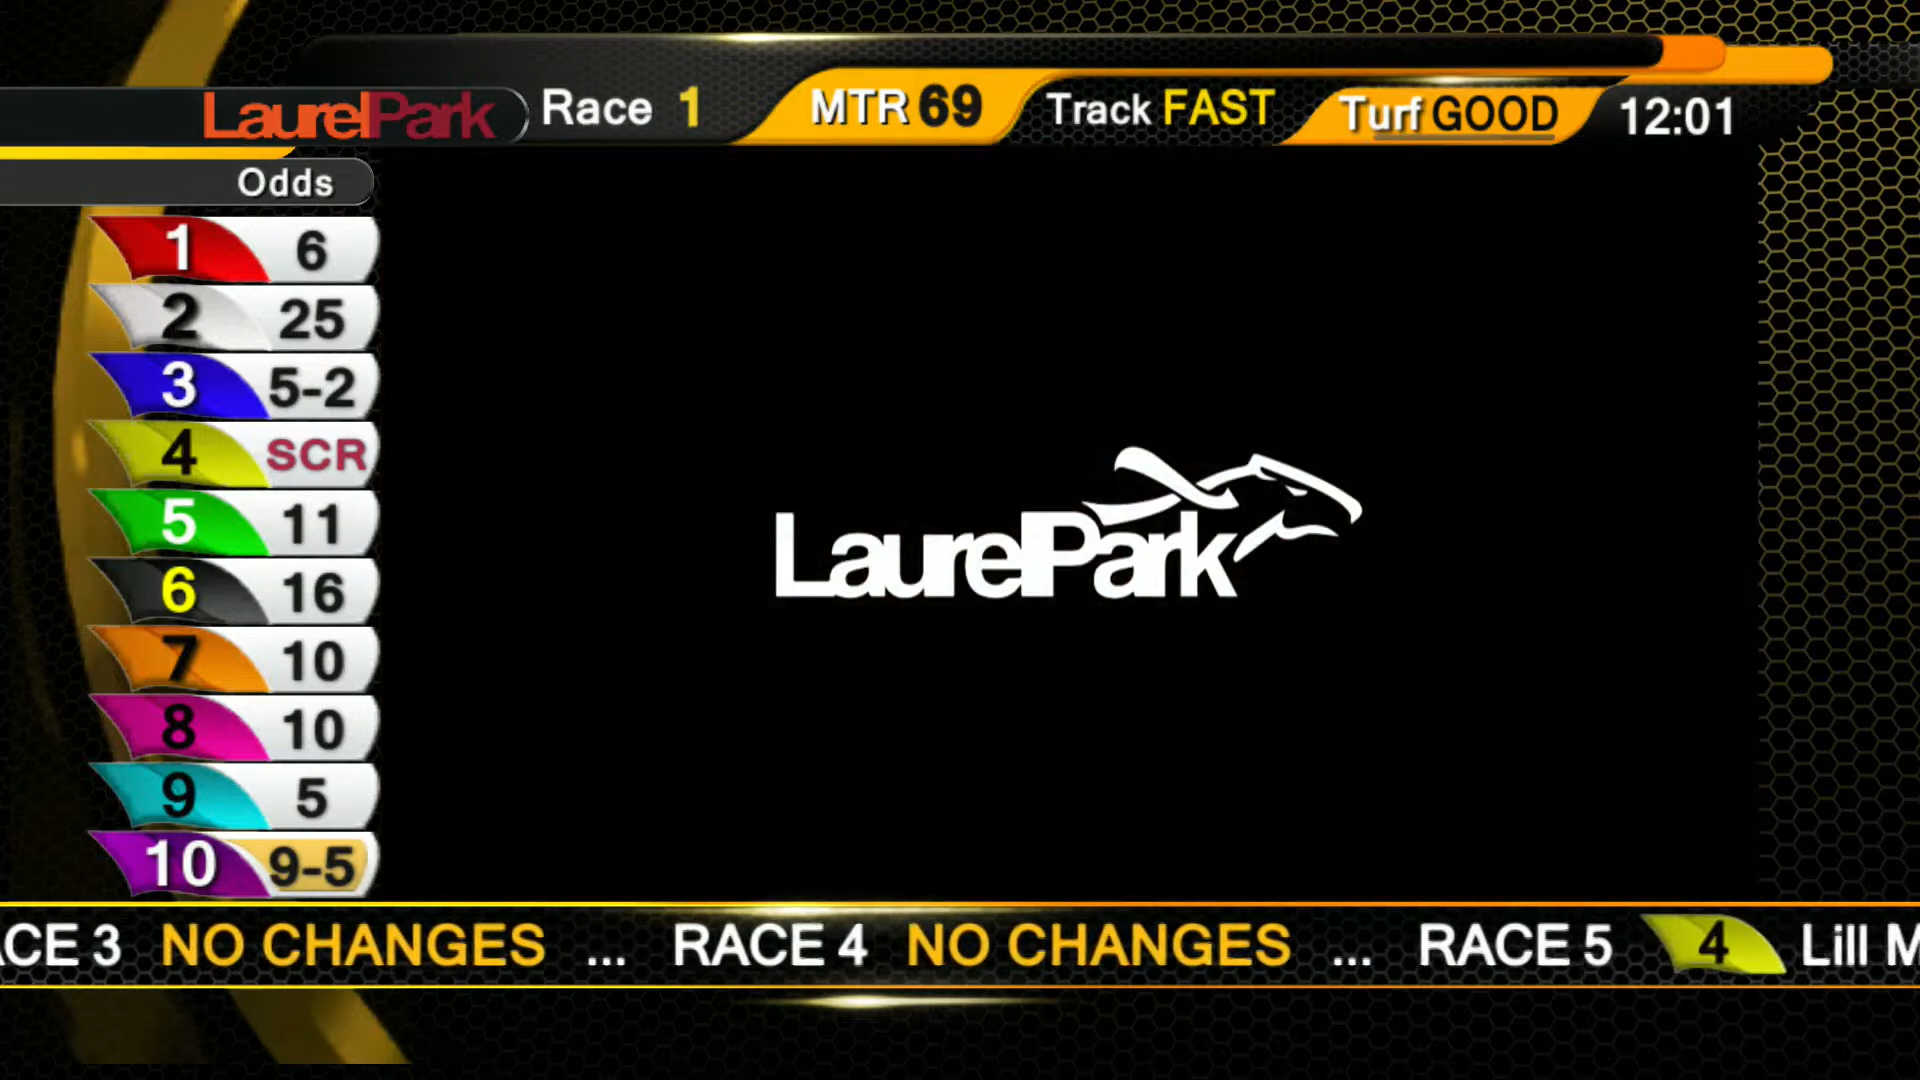 LaurelPark Race 1 MTR 69 Track FAST Turf GOOD 12:01
Odds
1 6
2 25
3 5-2
4 SCR
5 11
6 16
7 10
8 10
9 5
10 9-5
LaurelPark
CE 3 NO CHANGES ... RACE 4 NO CHANGES ... RACE 5 4 Lill